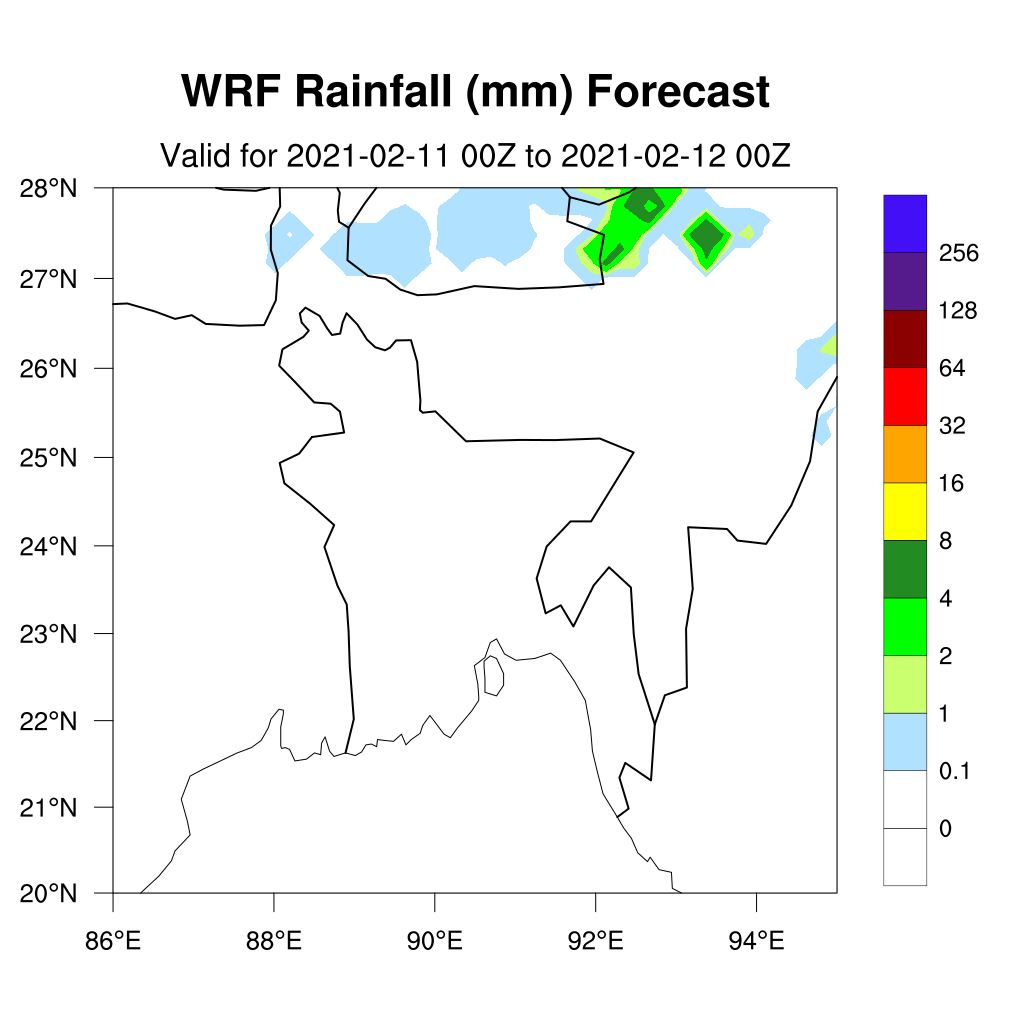 WRF Rainfall (mm) Forecast
Valid for 2021-02-11 00Z to 2021-02-12 00Z
28°N
27°N
26°N
25°N
24°N
23°N
22°N
21°N
20°N
86°E 88°E 90°E 92°E 94°E
256
128
64
32
16
8
4
2
1
0.1
0